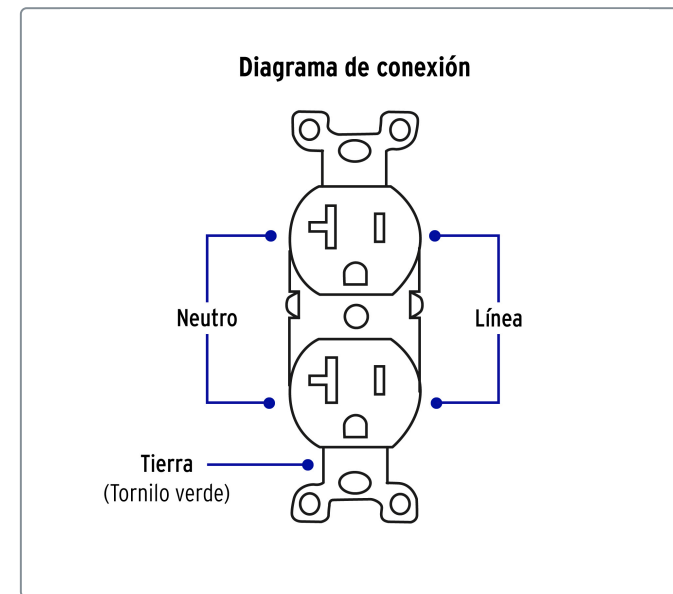 Diagrama de conexión
Neutro
Línea
Tierra
(Tornilo verde)